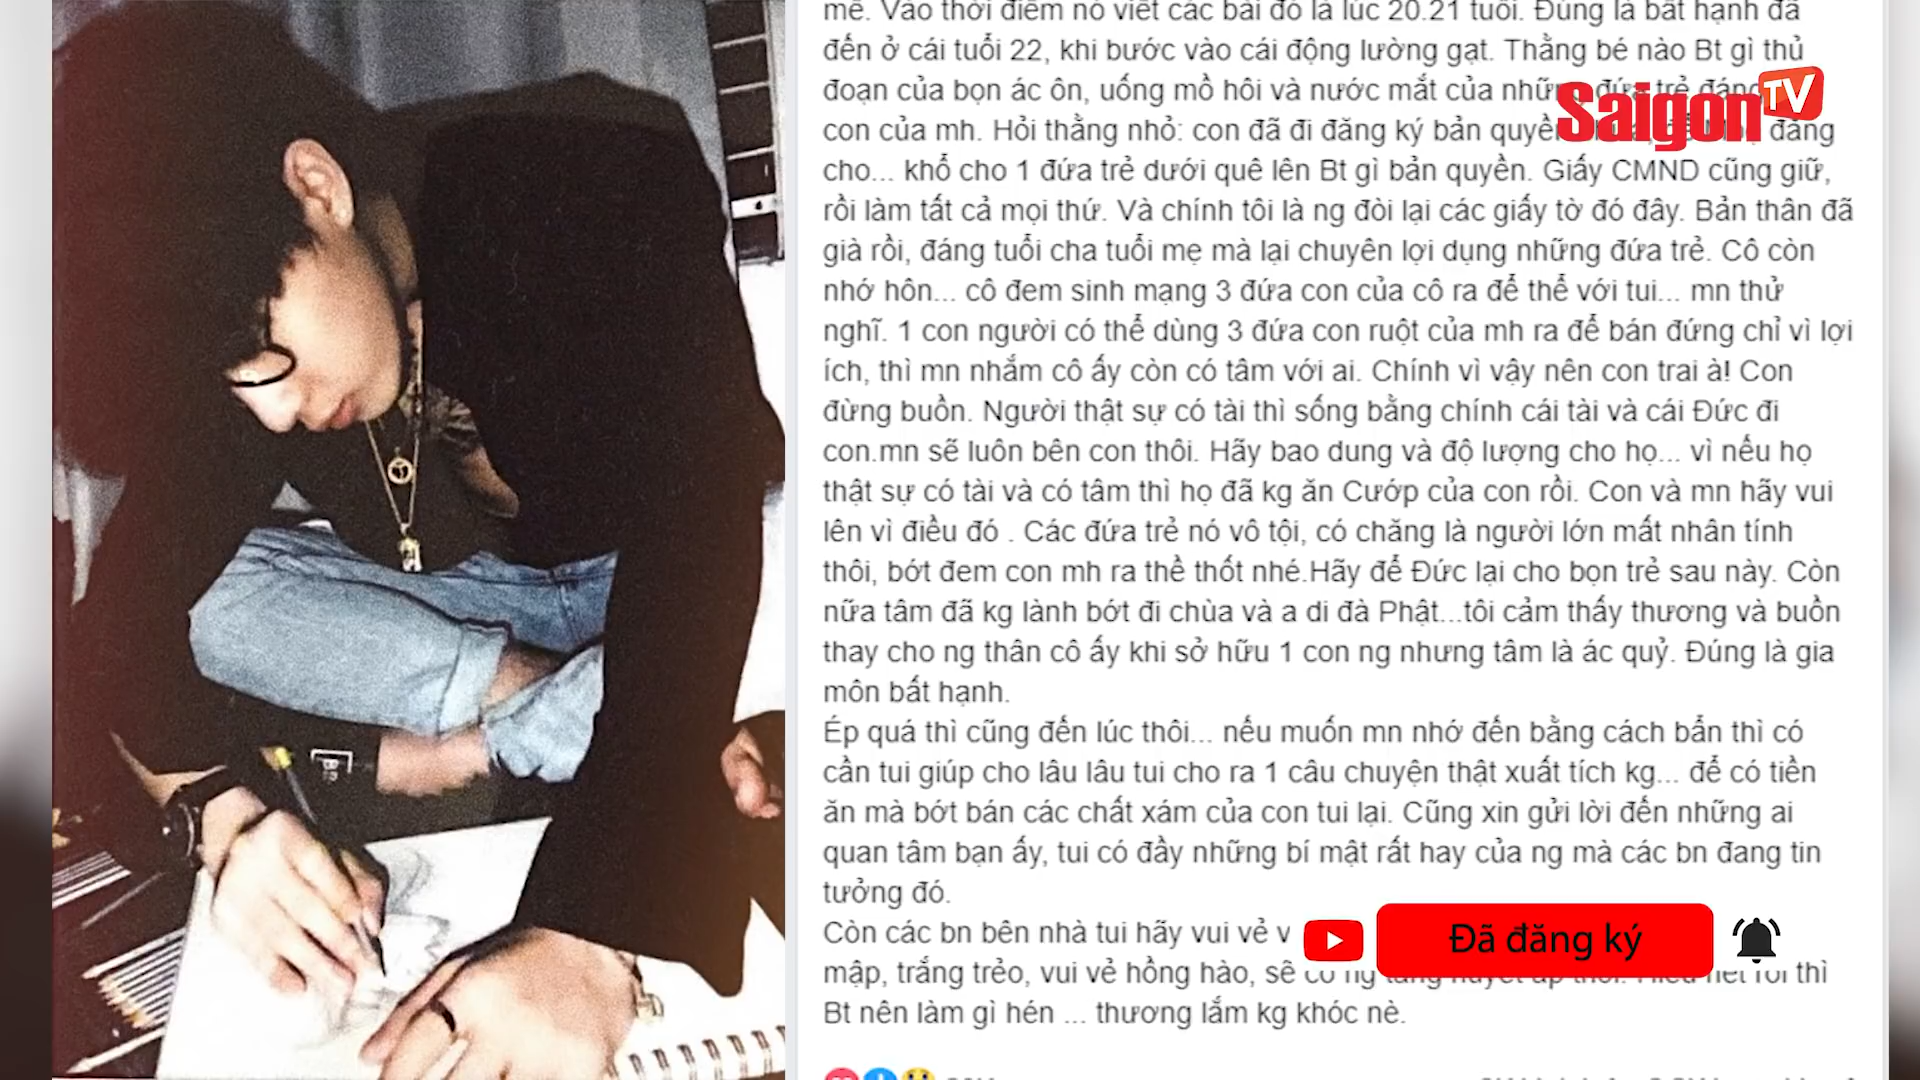 mẽ. Vào thời điểm nó viết các bài đó là lúc 20.21 tuổi. Đúng là bất hạnh đã
đến ở cái tuổi 22, khi bước vào cái động lường gạt. Thằng bé nào Bt gì thủ
đoạn của bọn ác ôn, uống mồ hôi và nước mắt của những đứa trẻ đáng
con của mh. Hỏi thằng nhỏ: con đã đi đăng ký bản quyền đăng
cho... khổ cho 1 đứa trẻ dưới quê lên Bt gì bản quyền. Giấy CMND cũng giữ,
rồi làm tất cả mọi thứ. Và chính tôi là ng đòi lại các giấy tờ đó đây. Bản thân đã
già rồi, đáng tuổi cha tuổi mẹ mà lại chuyên lợi dụng những đứa trẻ. Cô còn
nhớ hôn... cô đem sinh mạng 3 đứa con của cô ra để thể với tui... mn thử
nghĩ. 1 con người có thể dùng 3 đứa con ruột của mh ra để bán đứng chỉ vì lợi
ích, thì mn nhắm cô ấy còn có tâm với ai. Chính vì vậy nên con trai à! Con
đừng buồn. Người thật sự có tài thì sống bằng chính cái tài và cái Đức đi
con.mn sẽ luôn bên con thôi. Hãy bao dung và độ lượng cho họ... vì nếu họ
thật sự có tài và có tâm thì họ đã kg ăn Cướp của con rồi. Con và mn hãy vui
lên vì điều đó . Các đứa trẻ nó vô tội, có chăng là người lớn mất nhân tính
thôi, bớt đem con mh ra thề thốt nhé.Hãy để Đức lại cho bọn trẻ sau này. Còn
nữa tâm đã kg lành bớt đi chùa và a di đà Phật...tôi cảm thấy thương và buồn
thay cho ng thân cô ấy khi sở hữu 1 con ng nhưng tâm là ác quỷ. Đúng là gia
môn bất hạnh.
Ép quá thì cũng đến lúc thôi... nếu muốn mn nhớ đến bằng cách bẩn thì có
cần tui giúp cho lâu lâu tui cho ra 1 câu chuyện thật xuất tích kg... để có tiền
ăn mà bớt bán các chất xám của con tui lại. Cũng xin gửi lời đến những ai
quan tâm bạn ấy, tui có đầy những bí mật rất hay của ng mà các bn đang tin
tưởng đó.
Còn các bn bên nhà tui hãy vui vẻ v
mập, trắng trẻo, vui vẻ hồng hào, sẽ có ng tăng huyết áp thôi. Hiểu hết rồi thì
Bt nên làm gì hén ... thương lắm kg khóc nè.
Saigon TV
Đã đăng ký